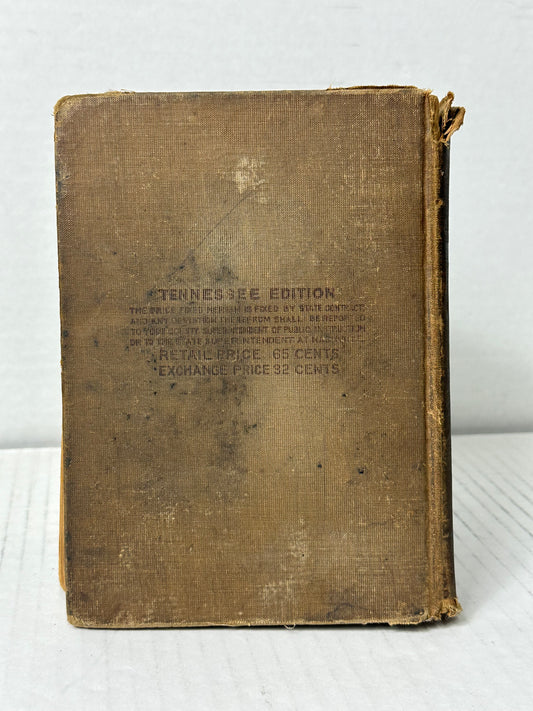 TENNESSEE EDITION
THE PRICE FIXED HEREIN IS FIXED BY STATE CONTRACT,
AND ANY DEVIATION THEREFROM SHALL BE REPORTED
TO YOUR COUNTY SUPERINTENDENT OF PUBLIC INSTRUCTION
OR TO THE STATE SUPERINTENDENT AT NASHVILLE.
RETAIL PRICE 65 CENTS
EXCHANGE PRICE 32 CENTS